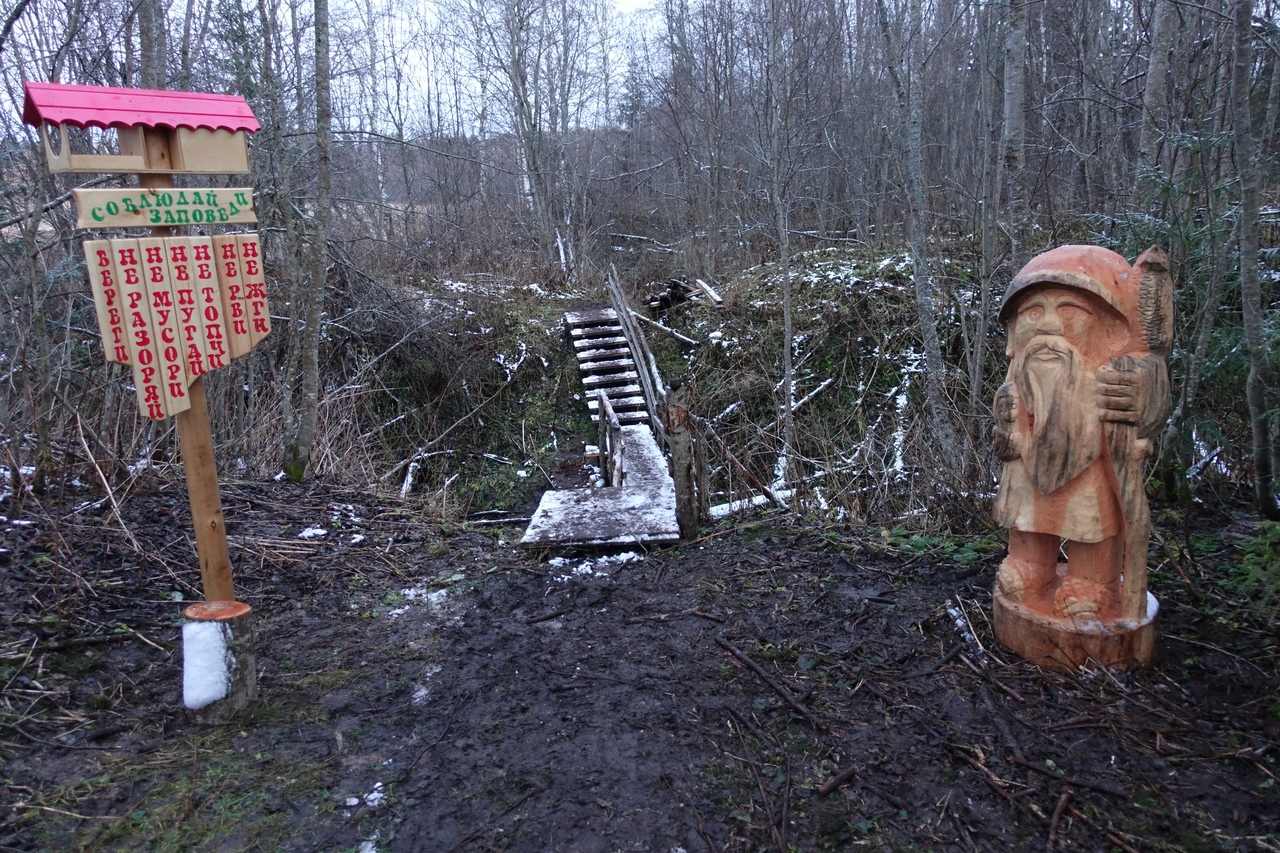 СОБЛЮДАЙ
ЗАПОВЕДИ
БЕРЕГИ
НЕ РАЗОРЯЙ
НЕ МУСОРИ
НЕ ПУГАЙ
НЕ ТОПЧИ
НЕ РВИ
НЕ ЖГИ